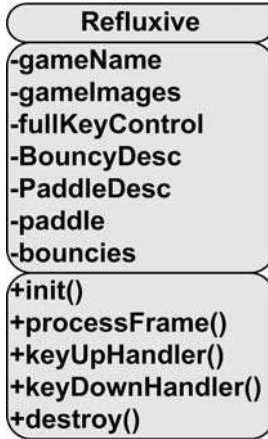 Refluxive
-gameName
-gameImages
-fullKeyControl
-BouncyDesc
-PaddleDesc
-paddle
-bouncies
+init()
+processFrame()
+keyUpHandler()
+keyDownHandler()
+destroy()